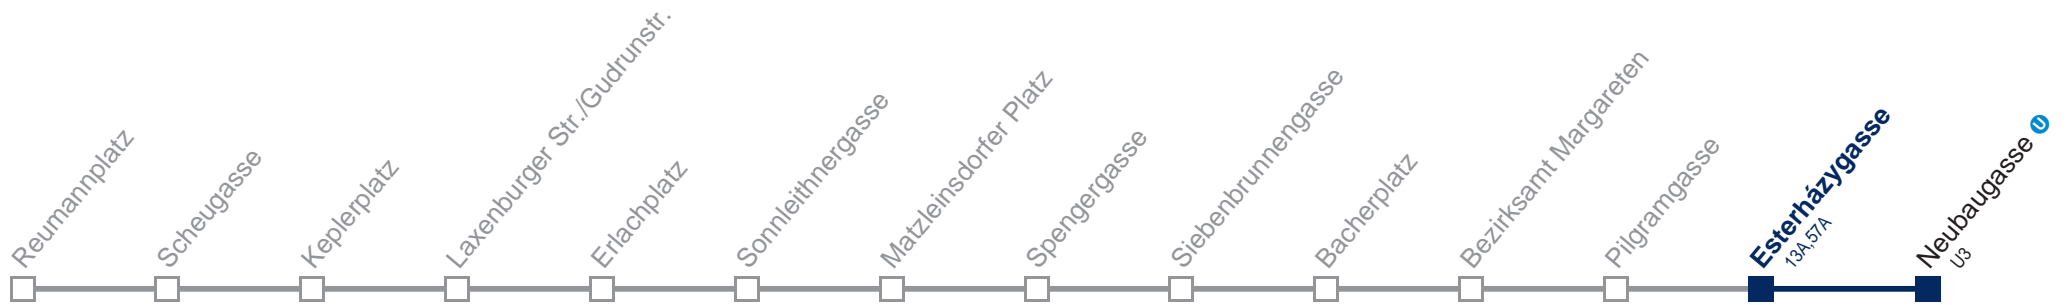 Reumannplatz
Scheugasse
Keplerplatz
Laxenburger Str./Gudrunstr.
Erlachplatz
Sonnleithnergasse
Matzleinsdorfer Platz
Spengergasse
Siebenbrunnengasse
Bacherplatz
Bezirksamt Margareten
Pilgramgasse
Esterházygasse
13A,57A
Neubaugasse U
U3